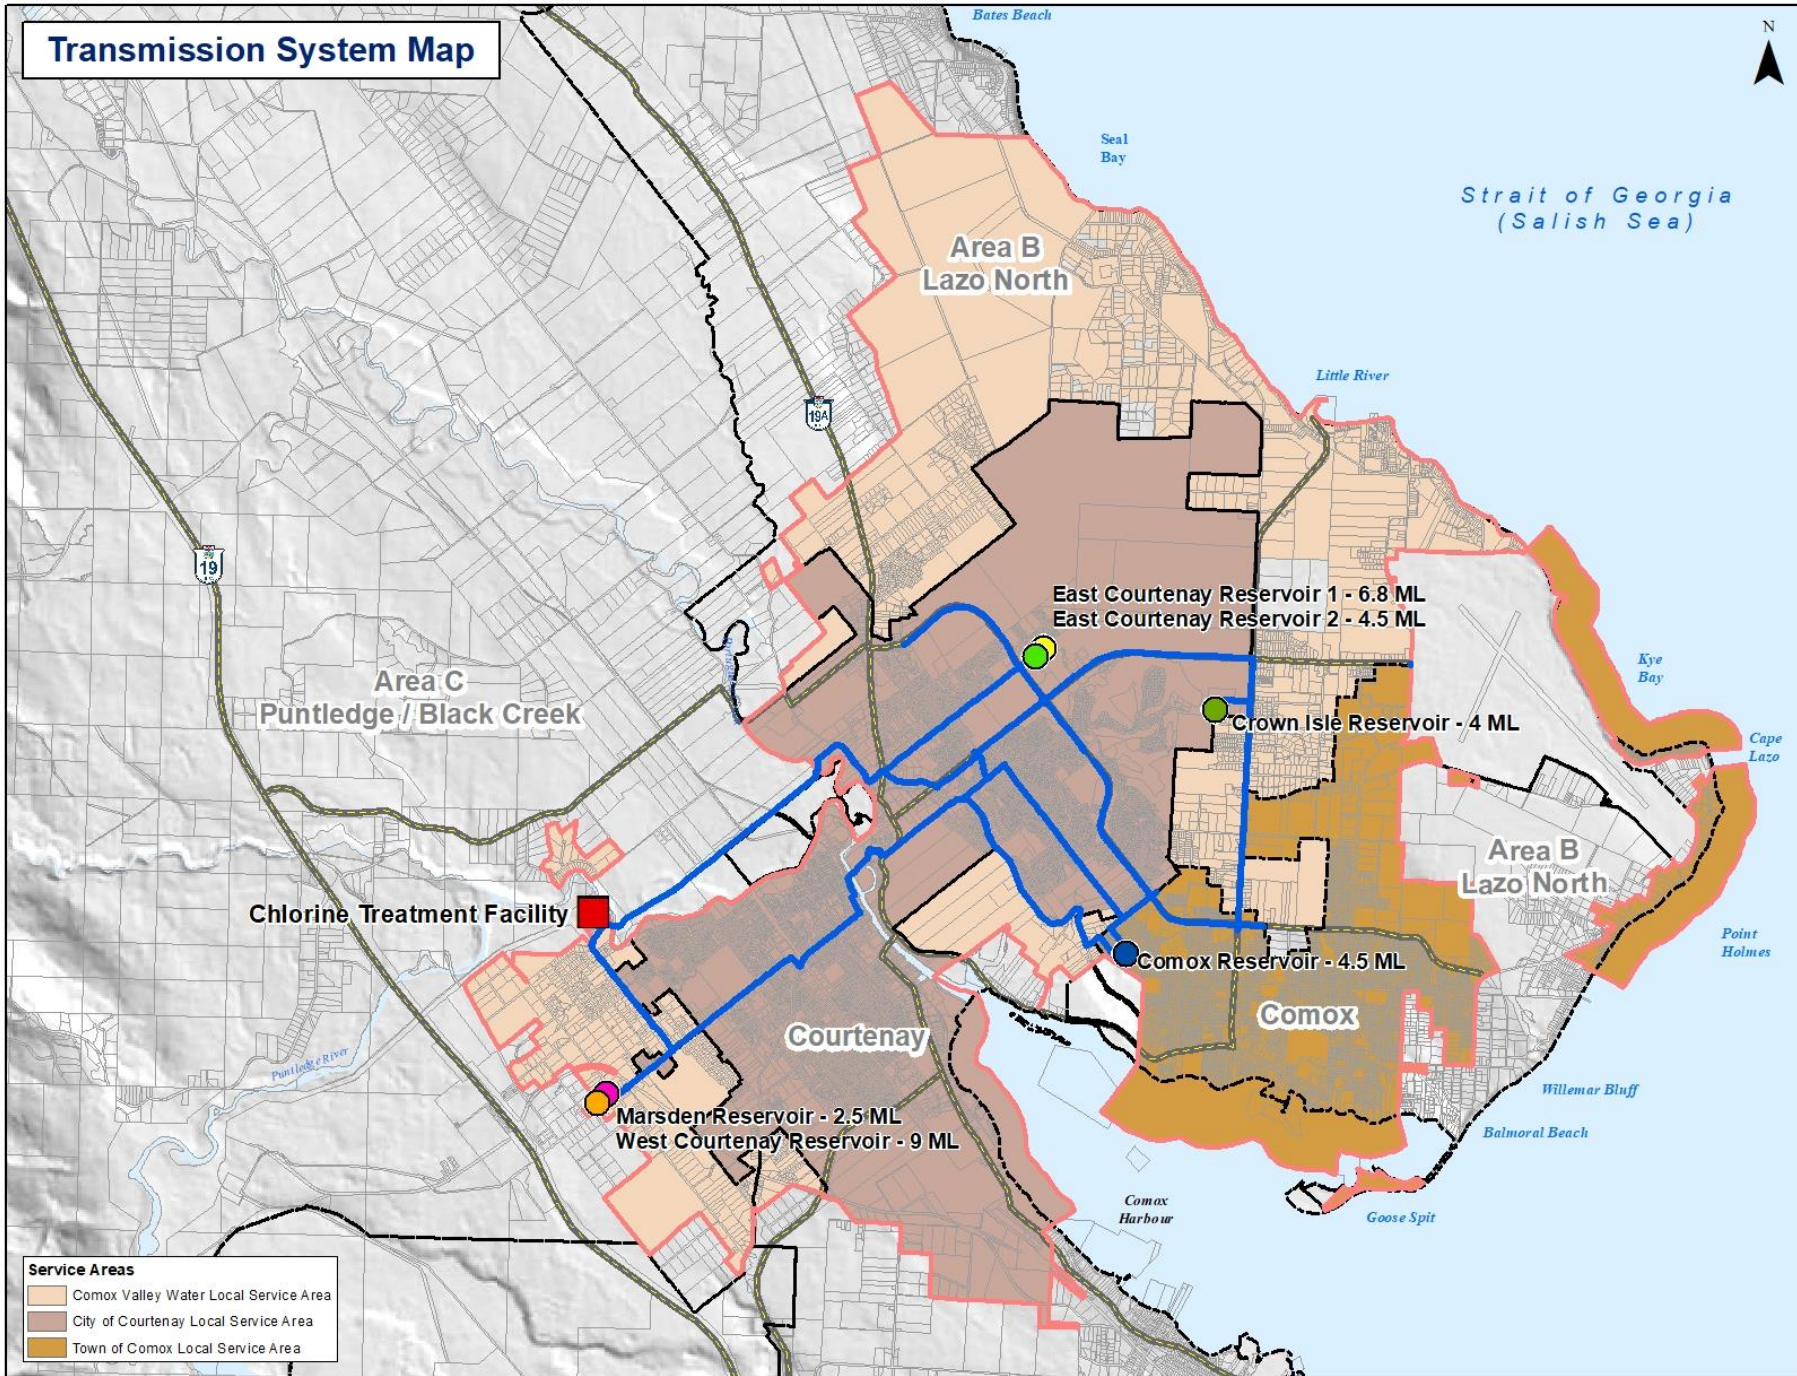 Transmission System Map
Bates Beach
N
Seal
Bay
Strait of Georgia
(Salish Sea)
Area B
Lazo North
Little River
19A
19
East Courtenay Reservoir 1 - 6.8 ML
East Courtenay Reservoir 2 - 4.5 ML
Kye
Bay
Area C
Puntledge / Black Creek
Crown Isle Reservoir - 4 ML
Cape
Lazo
Area B
Lazo North
Chlorine Treatment Facility
Point
Holmes
Comox Reservoir - 4.5 ML
Comox
Courtenay
Puntledge River
Willemar Bluff
Marsden Reservoir - 2.5 ML
West Courtenay Reservoir - 9 ML
Balmoral Beach
Comox
Harbour
Goose Spit
Service Areas
Comox Valley Water Local Service Area
City of Courtenay Local Service Area
Town of Comox Local Service Area